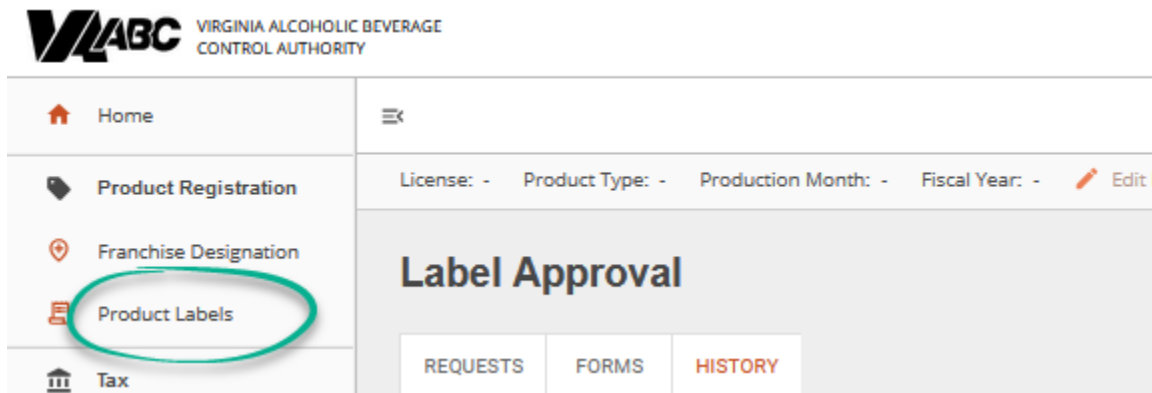 VA ABC VIRGINIA ALCOHOLIC BEVERAGE
CONTROL AUTHORITY
Home
Product Registration
Franchise Designation
Product Labels
Tax
License: - Product Type: - Production Month: - Fiscal Year: - Edit
Label Approval
REQUESTS FORMS HISTORY